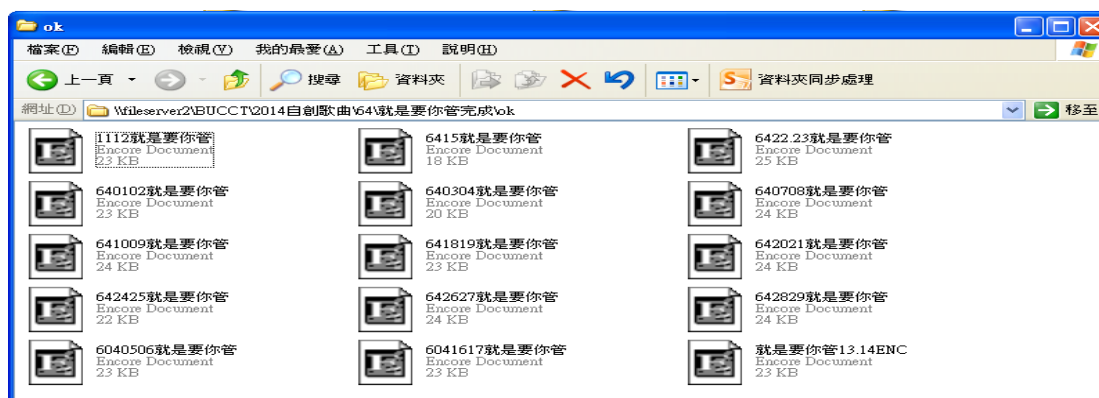 ok
檔案(F) 編輯(E) 檢視(V) 我的最愛(A) 工具(T) 說明(H)
上一頁 搜尋 資料夾 資料夾同步處理
網址(D) \\fileserver2\BUCCT\2014自創歌曲\64\就是要你管完成\ok 移至
1112就是要你管
Encore Document
23 KB
6415就是要你管
Encore Document
18 KB
6422.23就是要你管
Encore Document
25 KB
640102就是要你管
Encore Document
23 KB
640304就是要你管
Encore Document
20 KB
640708就是要你管
Encore Document
24 KB
641009就是要你管
Encore Document
24 KB
641819就是要你管
Encore Document
23 KB
642021就是要你管
Encore Document
24 KB
642425就是要你管
Encore Document
22 KB
642627就是要你管
Encore Document
24 KB
642829就是要你管
Encore Document
24 KB
6040506就是要你管
Encore Document
23 KB
6041617就是要你管
Encore Document
23 KB
就是要你管13.14ENC
Encore Document
23 KB